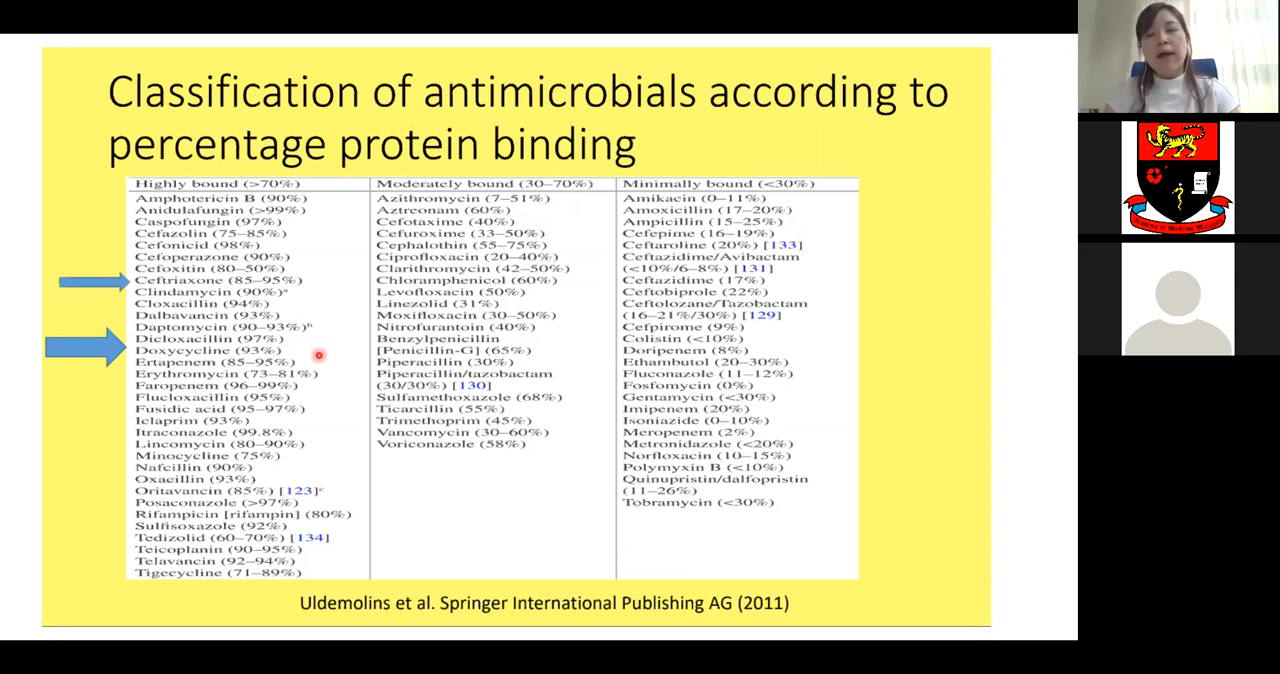 Classification of antimicrobials according to
percentage protein binding
Highly bound (>70%)
Amphotericin B (90%)
Anidulafungin (>99%)
Caspofungin (97%)
Cefazolin (75–85%)
Cefonicid (98%)
Cefoperazone (90%)
Cefoxitin (80–50%)
Ceftriaxone (85–95%)
Clindamycin (90%)ᵃ
Cloxacillin (94%)
Dalbavancin (93%)
Daptomycin (90–93%)ᵇ
Dicloxacillin (97%)
Doxycycline (93%)
Ertapenem (85–95%)
Erythromycin (73–81%)
Faropenem (96–99%)
Flucloxacillin (95%)
Fusidic acid (95–97%)
Iclaprim (93%)
Itraconazole (99.8%)
Lincomycin (80–90%)
Minocycline (75%)
Nafcillin (90%)
Oxacillin (93%)
Oritavancin (85%) [123]ᶜ
Posaconazole (>97%)
Rifampicin [rifampin] (80%)
Sulfisoxazole (92%)
Tedizolid (60–70%) [134]
Teicoplanin (90–95%)
Telavancin (92–94%)
Tigecycline (71–89%)
Moderately bound (30–70%)
Azithromycin (7–51%)
Aztreonam (60%)
Cefotaxime (40%)
Cefuroxime (33–50%)
Cephalothin (55–75%)
Ciprofloxacin (20–40%)
Clarithromycin (42–50%)
Chloramphenicol (60%)
Levofloxacin (50%)
Linezolid (31%)
Moxifloxacin (30–50%)
Nitrofurantoin (40%)
Benzylpenicillin
[Penicillin-G] (65%)
Piperacillin (30%)
Piperacillin/tazobactam
(30/30%) [130]
Sulfamethoxazole (68%)
Ticarcillin (55%)
Trimethoprim (45%)
Vancomycin (30–60%)
Voriconazole (58%)
Minimally bound (<30%)
Amikacin (0–11%)
Amoxicillin (17–20%)
Ampicillin (15–25%)
Cefepime (16–19%)
Ceftaroline (20%) [133]
Ceftazidime/Avibactam
(<10%/6–8%) [131]
Ceftazidime (17%)
Ceftobiprole (22%)
Ceftolozane/Tazobactam
(16–21%/30%) [129]
Cefpirome (9%)
Colistin (<10%)
Doripenem (8%)
Ethambutol (20–30%)
Fluconazole (11–12%)
Fosfomycin (0%)
Gentamycin (<30%)
Imipenem (20%)
Isoniazide (0–10%)
Meropenem (2%)
Metronidazole (<20%)
Norfloxacin (10–15%)
Polymyxin B (<10%)
Quinupristin/dalfopristin
(11–26%)
Tobramycin (<30%)
Uldemolins et al. Springer International Publishing AG (2011)